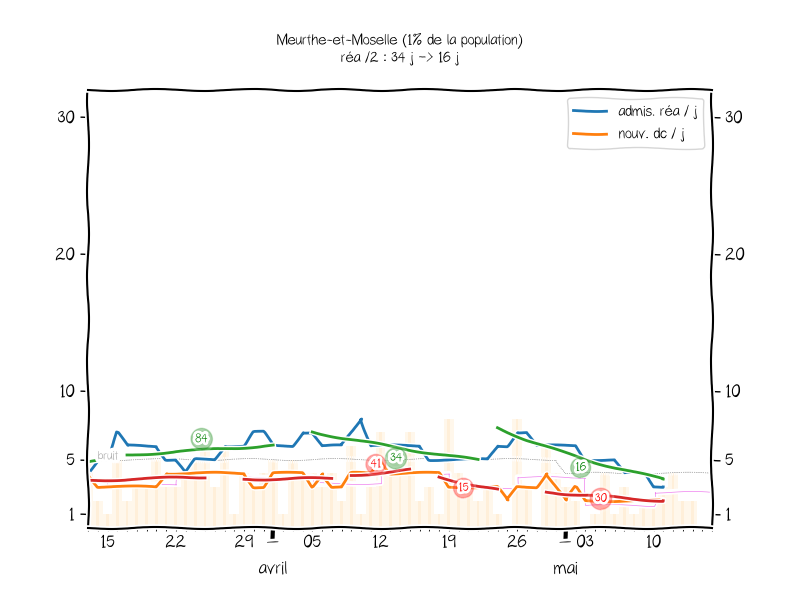 Meurthe-et-Moselle (1% de la population)
réa /2 : 34 j -> 16 j
admis. réa / j
nouv. dc / j
30
30
20
20
10
10
5
5
1
1
bruit
84
41
34
15
16
30
15 22 29 05 12 19 26 03 10
avril mai